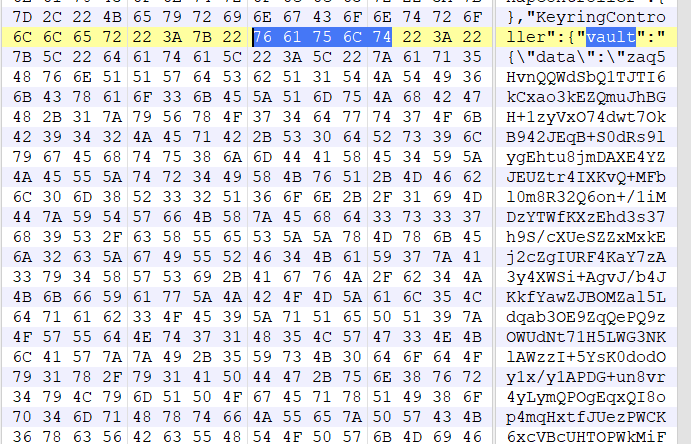 7D 2C 22 4B 65 79 72 69 6E 67 43 6F 6E 74 72 6F },"KeyringContro
6C 6C 65 72 22 3A 7B 22 76 61 75 6C 74 22 3A 22 ller":{"vault":"
7B 5C 22 64 61 74 61 5C 22 3A 5C 22 7A 61 71 35 {\"data\":\"zaq5
48 76 6E 51 51 57 64 53 62 51 31 54 4A 54 49 36 HvnQQWdSbQ1TJTI6
6B 43 78 61 6F 33 6B 45 5A 51 6D 75 4A 68 42 47 kCxao3kEZQmuJhBG
48 2B 31 7A 79 56 78 4F 37 34 64 77 74 37 4F 6B H+1zyVxO74dwt7Ok
42 39 34 32 4A 45 71 42 2B 53 30 64 52 73 39 6C B942JEqB+S0dRs9l
79 67 45 68 74 75 38 6A 6D 44 41 58 45 34 59 5A ygEhtu8jmDAXE4YZ
4A 45 55 5A 74 72 34 49 58 4B 76 51 2B 4D 46 62 JEUZtr4IXKvQ+MFb
6C 30 6D 38 52 33 32 51 36 6F 6E 2B 2F 31 69 4D l0m8R32Q6on+/1iM
44 7A 59 54 57 66 4B 58 7A 45 68 64 33 73 33 37 DzYTWfKXzEhd3s37
68 39 53 2F 63 58 55 65 53 5A 5A 78 4D 78 6B 45 h9S/cXUeSZZxMxkE
6A 32 63 5A 67 49 55 52 46 34 4B 61 59 37 7A 41 j2cZgIURF4KaY7zA
33 79 34 58 57 53 69 2B 41 67 76 4A 2F 62 34 4A 3y4XWSi+AgvJ/b4J
4B 6B 66 59 61 77 5A 4A 42 4F 4D 5A 61 6C 35 4C KkfYawZJBOMZal5L
64 71 61 62 33 4F 45 39 5A 71 51 65 50 51 39 7A dqab3OE9ZqQePQ9z
4F 57 55 64 4E 74 37 31 48 35 4C 57 47 33 4E 4B OWUdNt71H5LWG3NK
6C 41 57 7A 7A 49 2B 35 59 73 4B 30 64 6F 64 4F lAWzzI+5YsK0dodO
79 31 78 2F 79 31 41 50 44 47 2B 75 6E 38 76 72 y1x/y1APDG+un8vr
34 79 4C 79 6D 51 50 4F 67 45 71 78 51 49 38 6F 4yLymQPOgEqxQI8o
70 34 6D 71 48 78 74 66 4A 55 65 7A 50 57 43 4B p4mqHxtfJUezPWCK
36 78 63 56 42 63 55 48 54 4F 50 57 6B 4D 69 46 6xcVBcUHTOPWkMiF